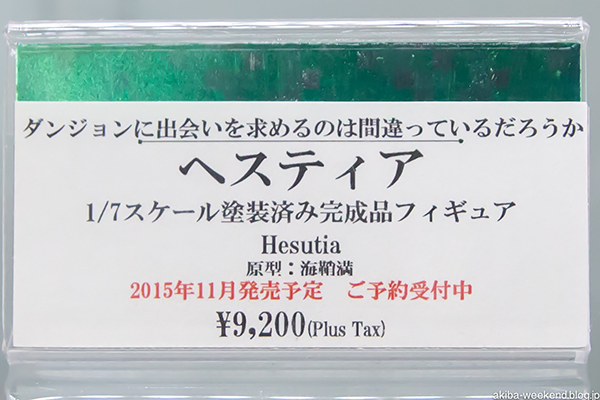 ダンジョンに出会いを求めるのは間違っているだろうか
ヘスティア
1/7スケール塗装済み完成品フィギュア
Hesutia
原型：海鞘満
2015年11月発売予定　ご予約受付中
¥9,200(Plus Tax)
akiba-weekend.blog.jp